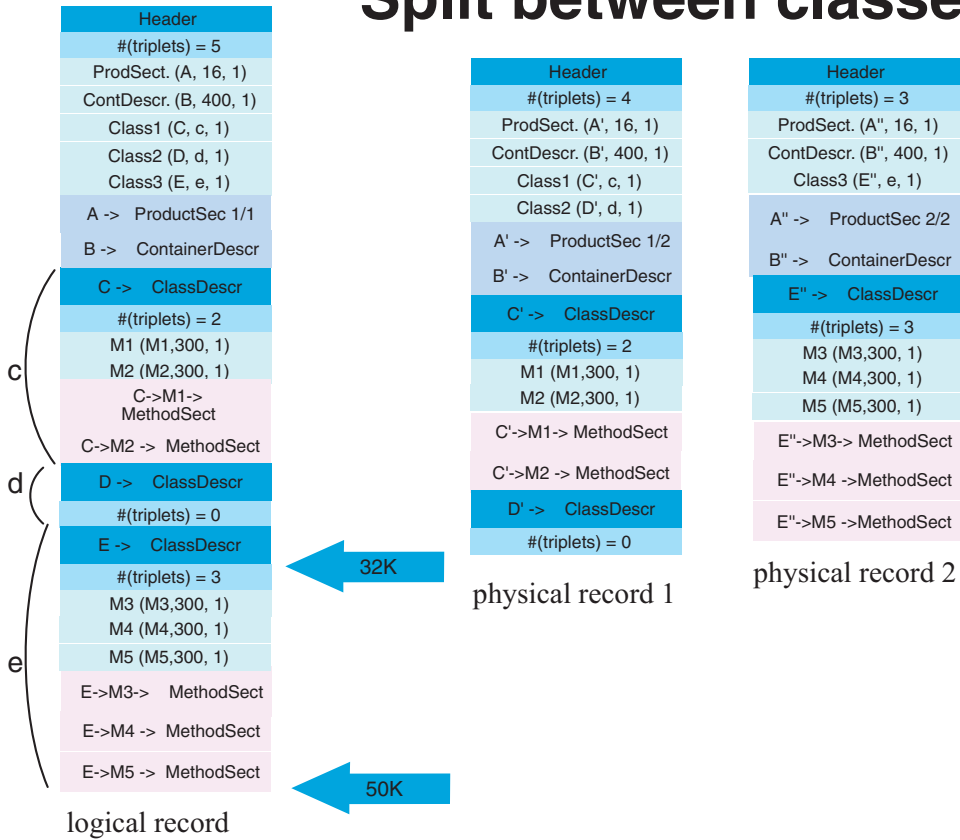 Split between classe
Header
#(triplets) = 5
ProdSect. (A, 16, 1)
ContDescr. (B, 400, 1)
Class1 (C, c, 1)
Class2 (D, d, 1)
Class3 (E, e, 1)
A -> ProductSec 1/1
B -> ContainerDescr
c
C -> ClassDescr
#(triplets) = 2
M1 (M1,300, 1)
M2 (M2,300, 1)
C->M1->
MethodSect
C->M2 -> MethodSect
d
D -> ClassDescr
#(triplets) = 0
e
E -> ClassDescr
#(triplets) = 3
M3 (M3,300, 1)
M4 (M4,300, 1)
M5 (M5,300, 1)
E->M3-> MethodSect
E->M4 -> MethodSect
E->M5 -> MethodSect
logical record
32K
50K
Header
#(triplets) = 4
ProdSect. (A', 16, 1)
ContDescr. (B', 400, 1)
Class1 (C', c, 1)
Class2 (D', d, 1)
A' -> ProductSec 1/2
B' -> ContainerDescr
C' -> ClassDescr
#(triplets) = 2
M1 (M1,300, 1)
M2 (M2,300, 1)
C'->M1-> MethodSect
C'->M2 -> MethodSect
D' -> ClassDescr
#(triplets) = 0
physical record 1
Header
#(triplets) = 3
ProdSect. (A", 16, 1)
ContDescr. (B", 400, 1)
Class3 (E", e, 1)
A" -> ProductSec 2/2
B" -> ContainerDescr
E" -> ClassDescr
#(triplets) = 3
M3 (M3,300, 1)
M4 (M4,300, 1)
M5 (M5,300, 1)
E"->M3-> MethodSect
E"->M4 ->MethodSect
E"->M5 ->MethodSect
physical record 2